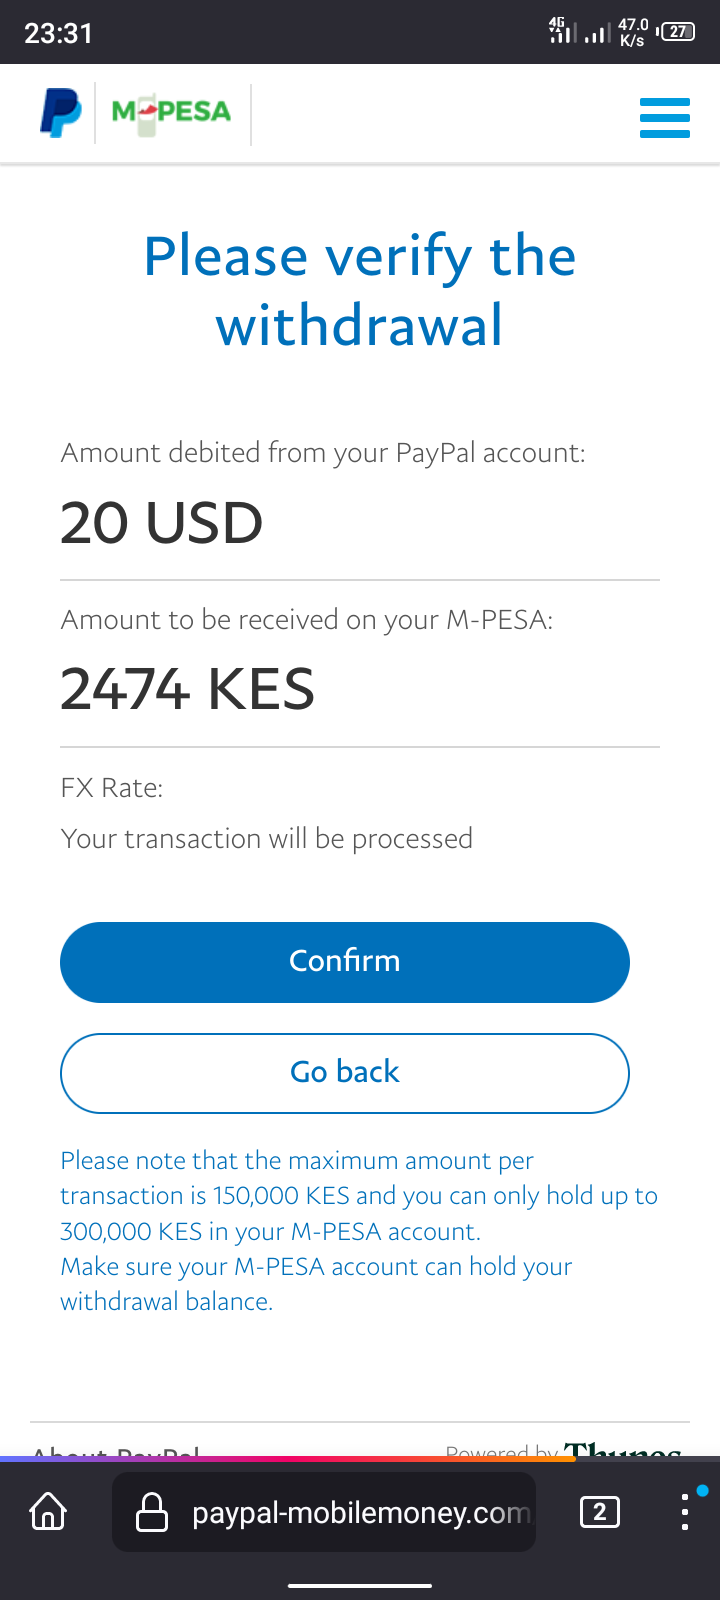 23:31
4G
47.0
K/s
27
M-PESA
Please verify the
withdrawal
Amount debited from your PayPal account:
20 USD
Amount to be received on your M-PESA:
2474 KES
FX Rate:
Your transaction will be processed
Confirm
Go back
Please note that the maximum amount per
transaction is 150,000 KES and you can only hold up to
300,000 KES in your M-PESA account.
Make sure your M-PESA account can hold your
withdrawal balance.
About PayPal
Powered by Thunes
paypal-mobilemoney.com
2